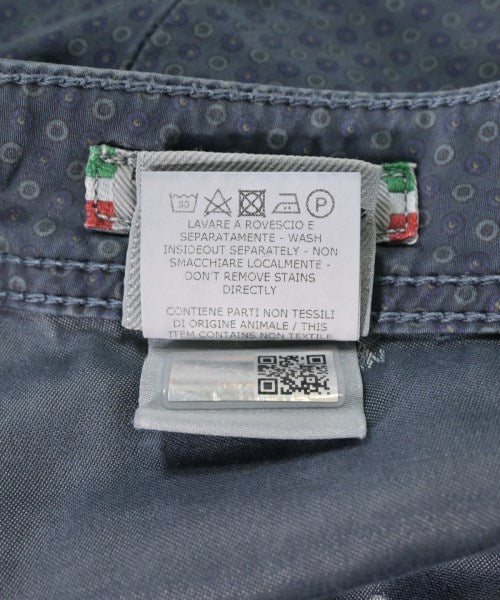 30 P
LAVARE A ROVESCIO E
SEPARATAMENTE - WASH
INSIDEOUT SEPARATELY - NON
SMACCHIARE LOCALMENTE -
DON'T REMOVE STAINS
DIRECTLY
CONTIENE PARTI NON TESSILI
DI ORIGINE ANIMALE / THIS
ITEM CONTAINS NON TEXTILE